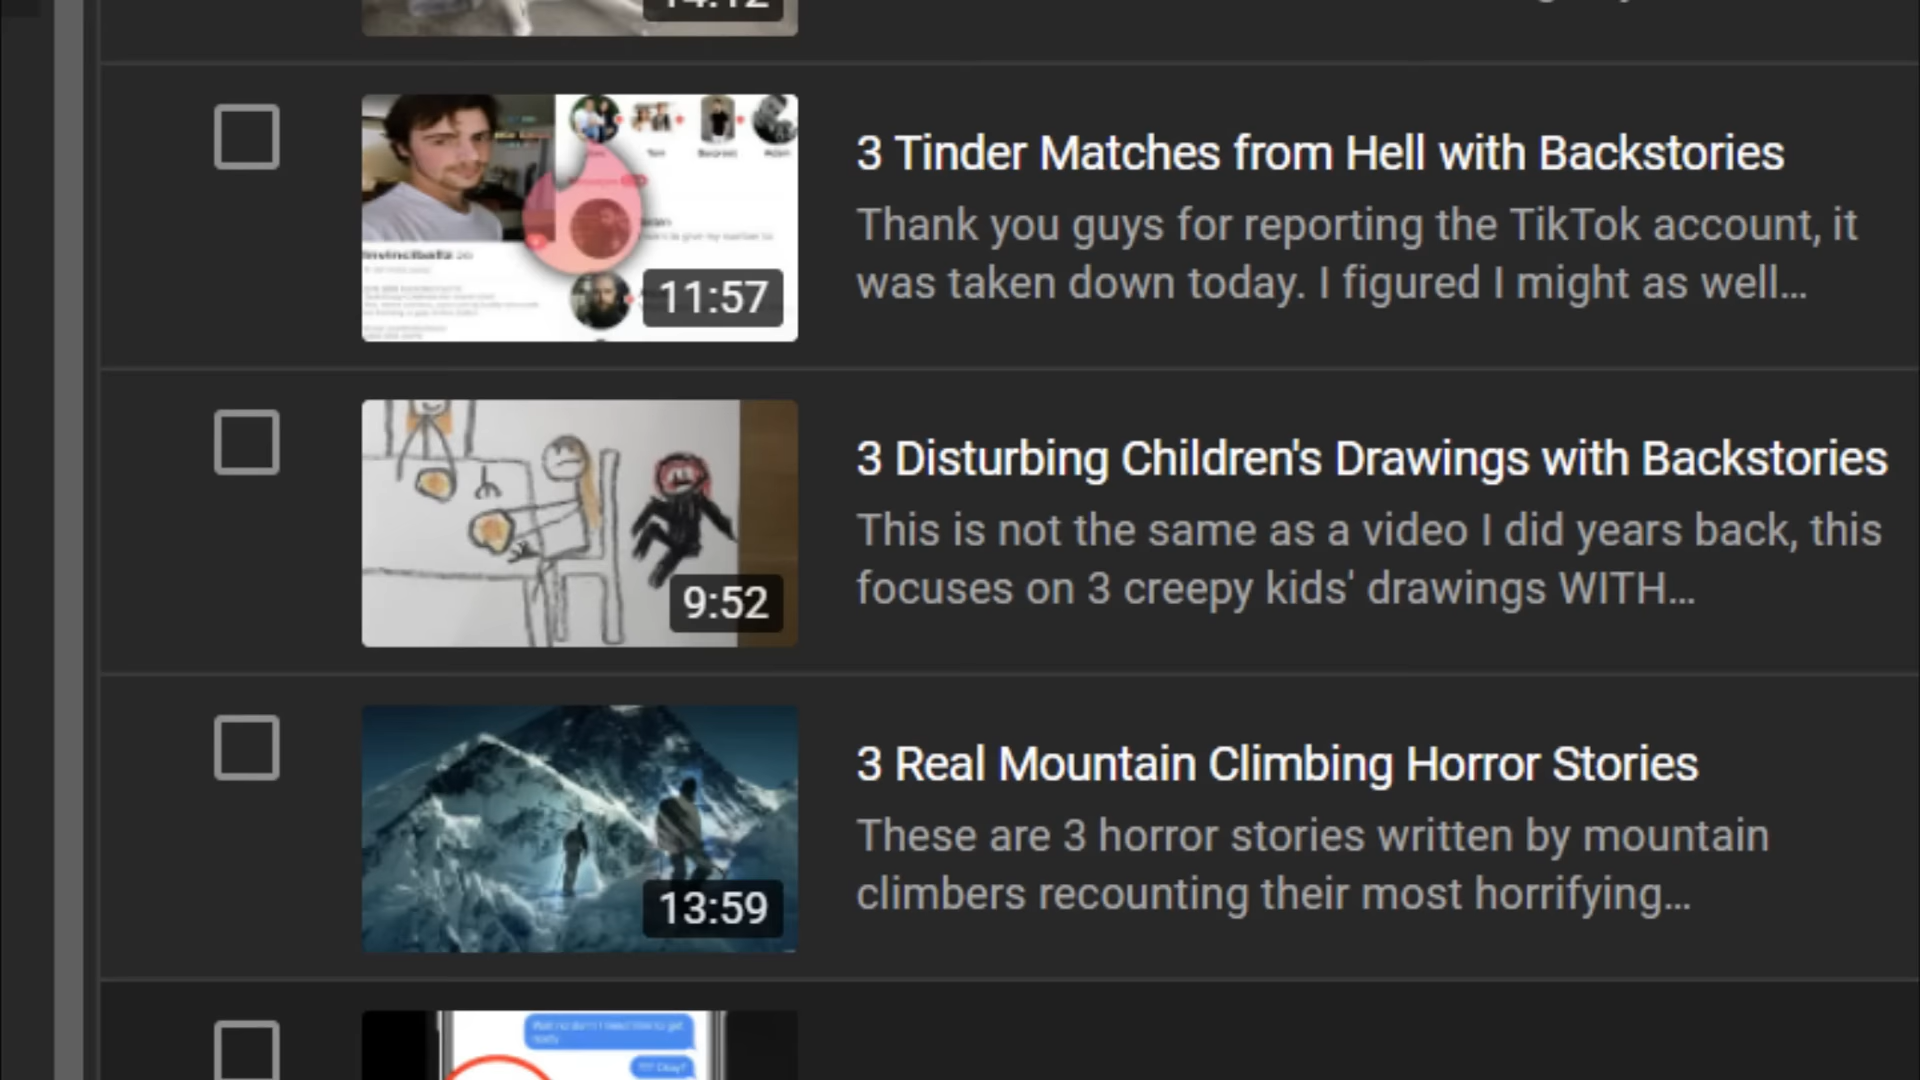 3 Tinder Matches from Hell with Backstories
Thank you guys for reporting the TikTok account, it
was taken down today. I figured I might as well...
11:57
3 Disturbing Children's Drawings with Backstories
This is not the same as a video I did years back, this
focuses on 3 creepy kids' drawings WITH...
9:52
3 Real Mountain Climbing Horror Stories
These are 3 horror stories written by mountain
climbers recounting their most horrifying...
13:59